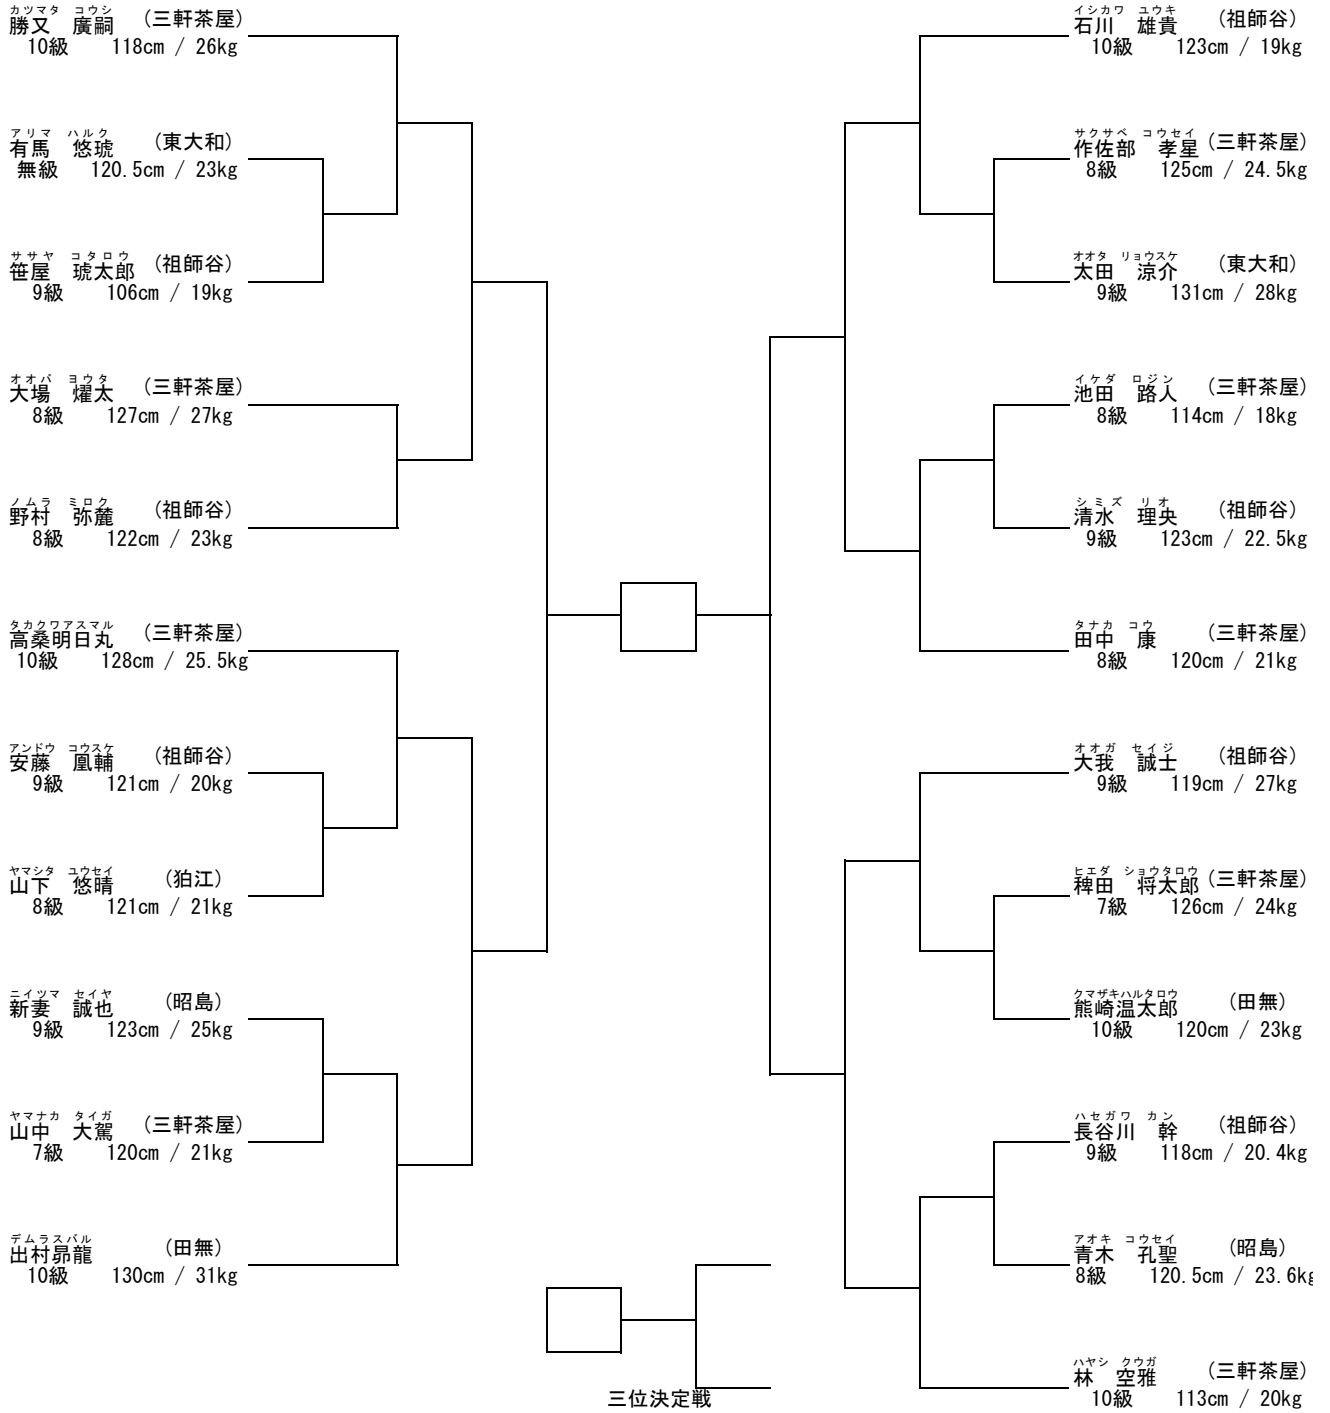 カツマタ　コウシ
勝又　廣嗣　（三軒茶屋）
10級　118cm / 26kg
アリマ　ハルク
有馬　悠琥　（東大和）
無級　120.5cm / 23kg
ササヤ　コタロウ
笹屋　琥太郎　（祖師谷）
9級　106cm / 19kg
オオバ　ヨウタ
大場　燿太　（三軒茶屋）
8級　127cm / 27kg
ノムラ　ミロク
野村　弥麓　（祖師谷）
8級　122cm / 23kg
タカクワアスマル
高桑明日丸　（三軒茶屋）
10級　128cm / 25.5kg
アンドウ　コウスケ
安藤　凰輔　（祖師谷）
9級　121cm / 20kg
ヤマシタ　ユウセイ
山下　悠晴　（狛江）
8級　121cm / 21kg
ニイツマ　セイヤ
新妻　誠也　（昭島）
9級　123cm / 25kg
ヤマナカ　タイガ
山中　大駕　（三軒茶屋）
7級　120cm / 21kg
デムラスバル
出村昴龍　（田無）
10級　130cm / 31kg
イシカワ　ユウキ
石川　雄貴　（祖師谷）
10級　123cm / 19kg
サクサベ　コウセイ
作佐部　孝星　（三軒茶屋）
8級　125cm / 24.5kg
オオタ　リョウスケ
太田　涼介　（東大和）
9級　131cm / 28kg
イケダ　ロジン
池田　路人　（三軒茶屋）
8級　114cm / 18kg
シミズ　リオ
清水　理央　（祖師谷）
9級　123cm / 22.5kg
タナカ　コウ
田中　康　（三軒茶屋）
8級　120cm / 21kg
オオガ　セイジ
大我　誠士　（祖師谷）
9級　119cm / 27kg
ヒエダ　ショウタロウ
稗田　将太郎　（三軒茶屋）
7級　126cm / 24kg
クマザキハルタロウ
熊崎温太郎　（田無）
10級　120cm / 23kg
ハセガワ　カン
長谷川　幹　（祖師谷）
9級　118cm / 20.4kg
アオキ　コウセイ
青木　孔聖　（昭島）
8級　120.5cm / 23.6kg
ハヤシ　クウガ
林　空雅　（三軒茶屋）
10級　113cm / 20kg
三位決定戦